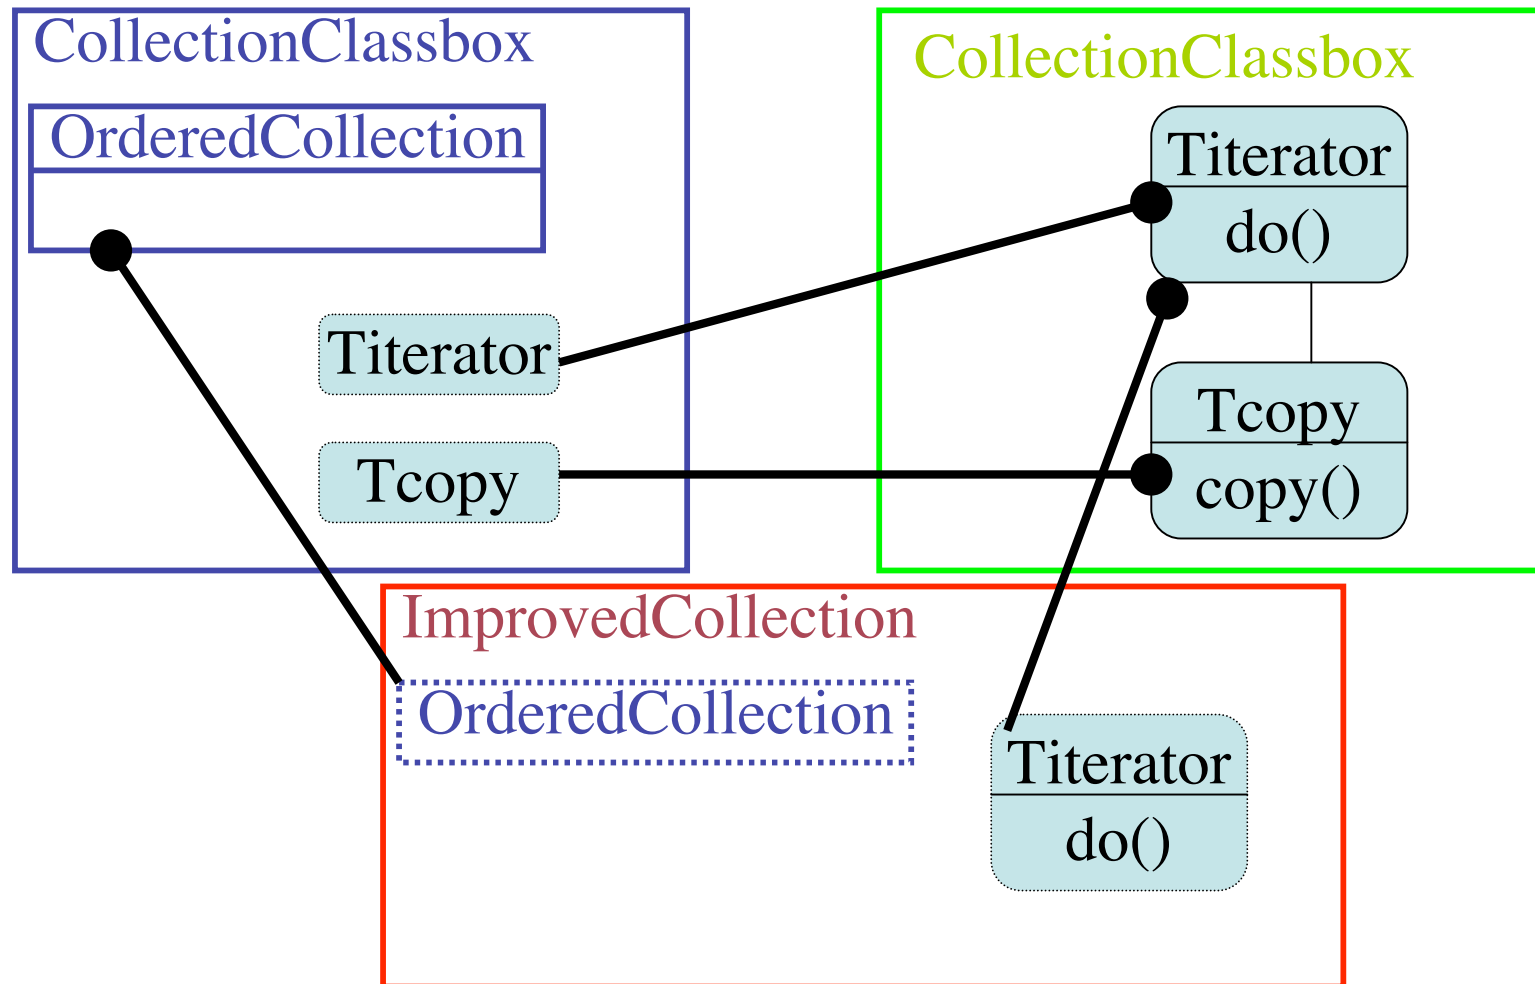 CollectionClassbox
OrderedCollection
Titerator
Tcopy
CollectionClassbox
Titerator
do()
Tcopy
copy()
ImprovedCollection
OrderedCollection
Titerator
do()